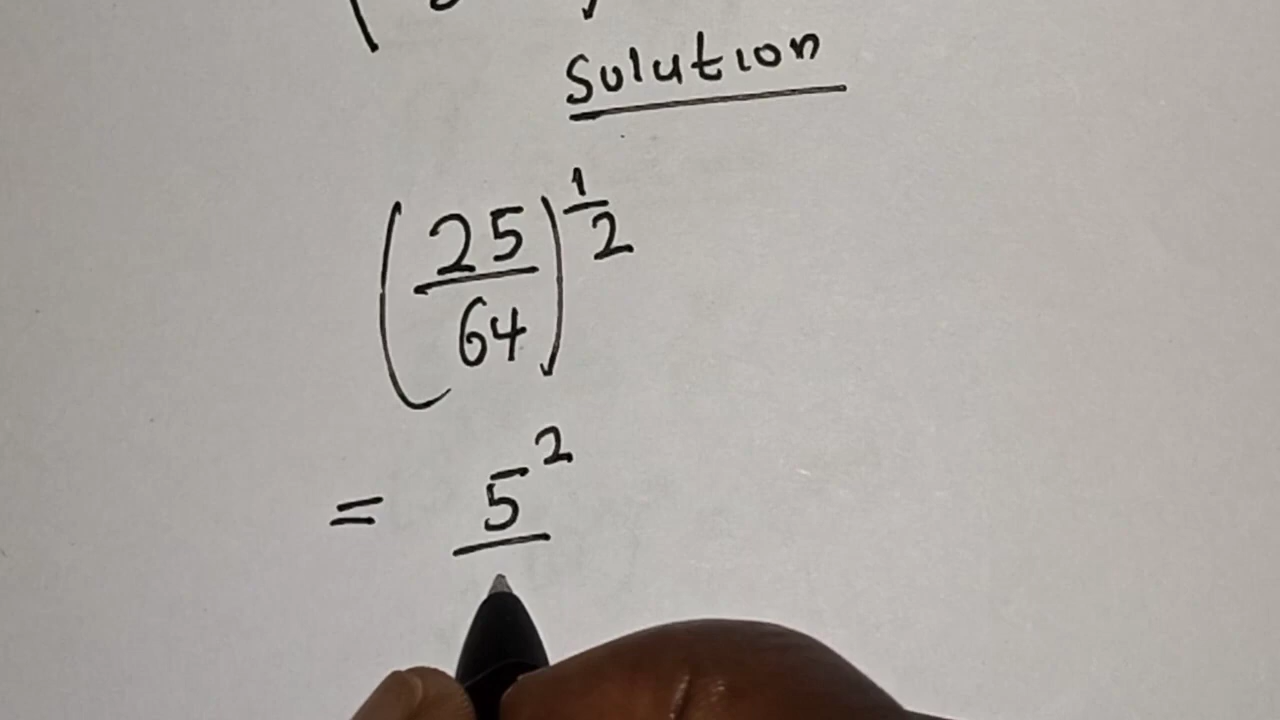 Solution
(25/64)^1/2
= 5^2/